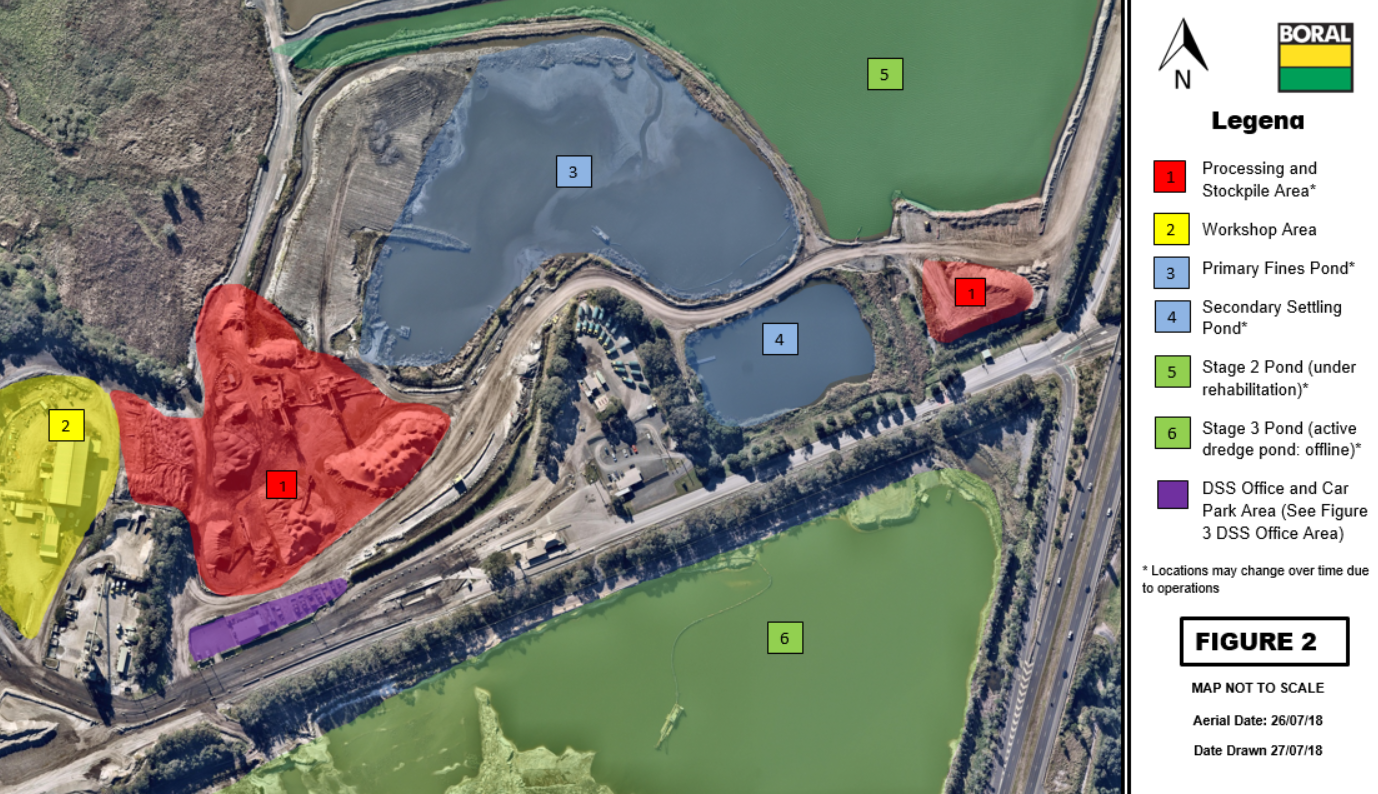 5
3
1
4
2
1
6
N
BORAL
Legend
1 Processing and
Stockpile Area*
2 Workshop Area
3 Primary Fines Pond*
4 Secondary Settling
Pond*
5 Stage 2 Pond (under
rehabilitation)*
6 Stage 3 Pond (active
dredge pond: offline)*
DSS Office and Car
Park Area (See Figure
3 DSS Office Area)
* Locations may change over time due
to operations
FIGURE 2
MAP NOT TO SCALE
Aerial Date: 26/07/18
Date Drawn 27/07/18